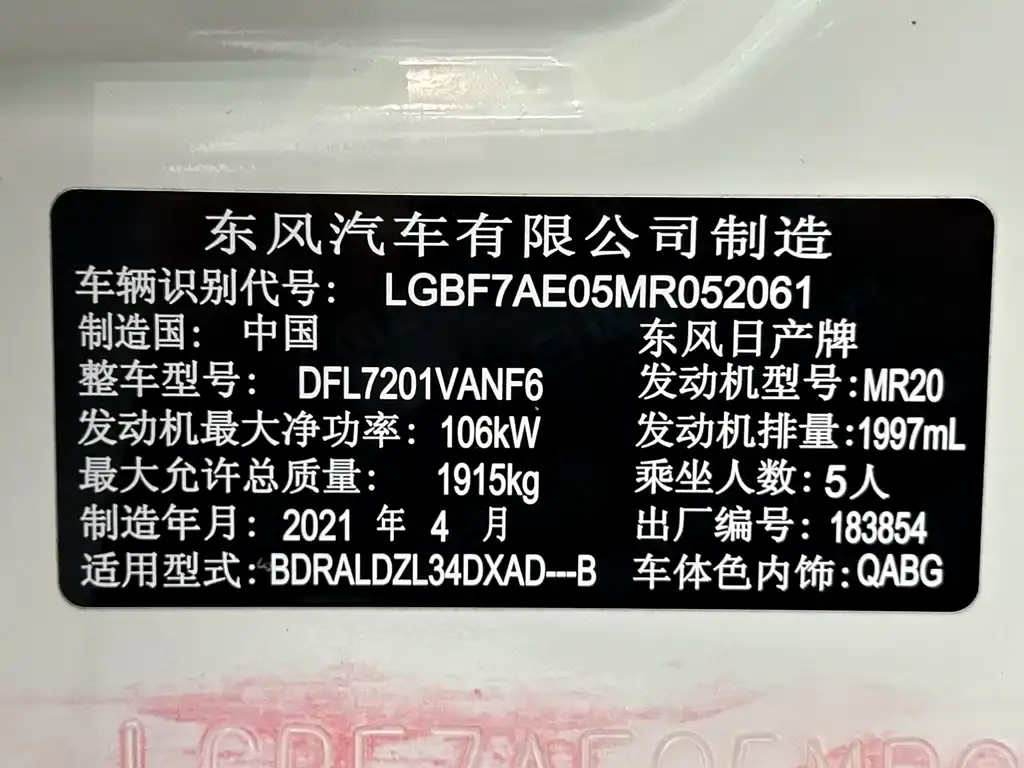 东风汽车有限公司制造
车辆识别代号： LGBF7AE05MR052061
制造国： 中国 东风日产牌
整车型号： DFL7201VANF6 发动机型号：MR20
发动机最大净功率：106kW 发动机排量：1997mL
最大允许总质量： 1915kg 乘坐人数：5人
制造年月：2021 年 4 月 出厂编号：183854
适用型式：BDRALDZL34DXAD---B 车体色内饰：QABG
LGBF7AE05MR0